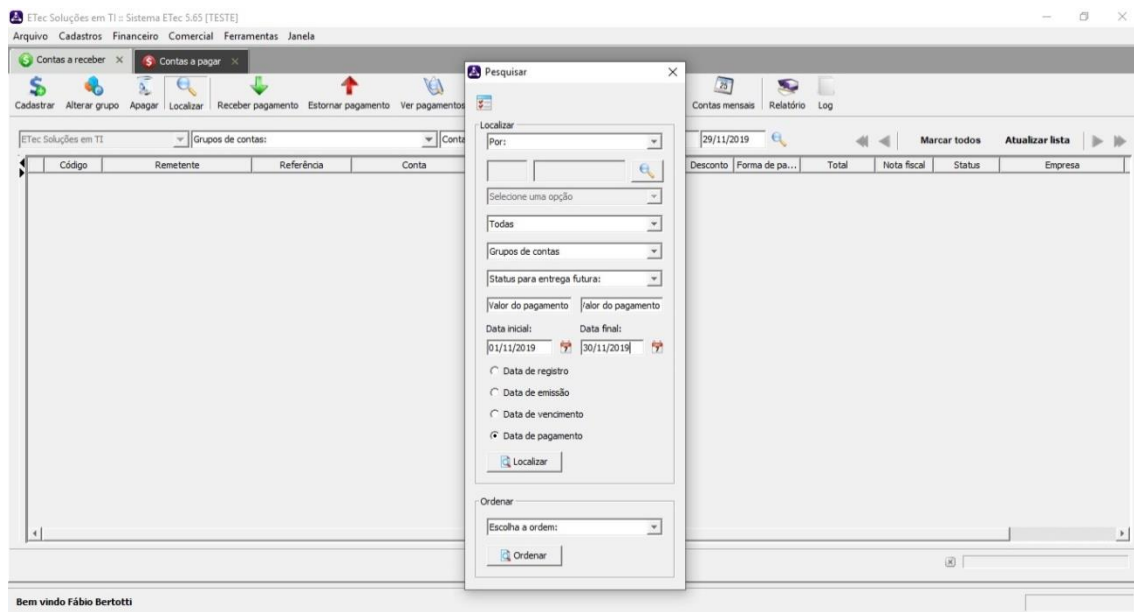 ETec Soluções em TI :: Sistema ETec 5.65 [TESTE]
Arquivo Cadastros Financeiro Comercial Ferramentas Janela
Contas a receber Contas a pagar
Cadastrar Alterar grupo Apagar Localizar Receber pagamento Estornar pagamento Ver pagamentos Contas mensais Relatório Log
ETec Soluções em TI Grupos de contas: Conta 29/11/2019 Marcar todos Atualizar lista
Código Remetente Referência Conta Desconto Forma de pa... Total Nota fiscal Status Empresa
Pesquisar
Localizar
Por:
Selecione uma opção
Todas
Grupos de contas
Status para entrega futura:
Valor do pagamento Valor do pagamento
Data inicial: Data final:
01/11/2019 30/11/2019
Data de registro
Data de emissão
Data de vencimento
Data de pagamento
Localizar
Ordenar
Escolha a ordem:
Ordenar
Bem vindo Fábio Bertotti